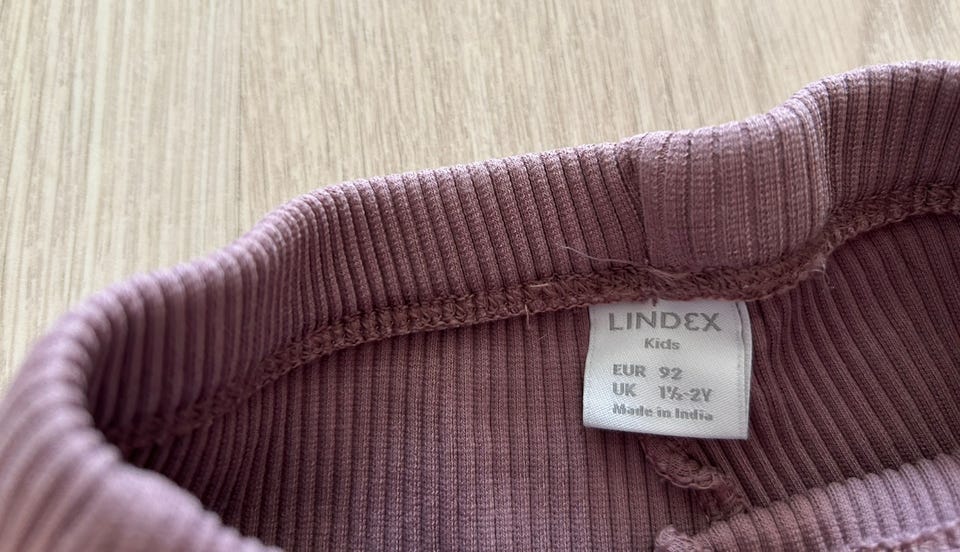 LINDEX
Kids
EUR 92
UK 1½-2Y
Made in India